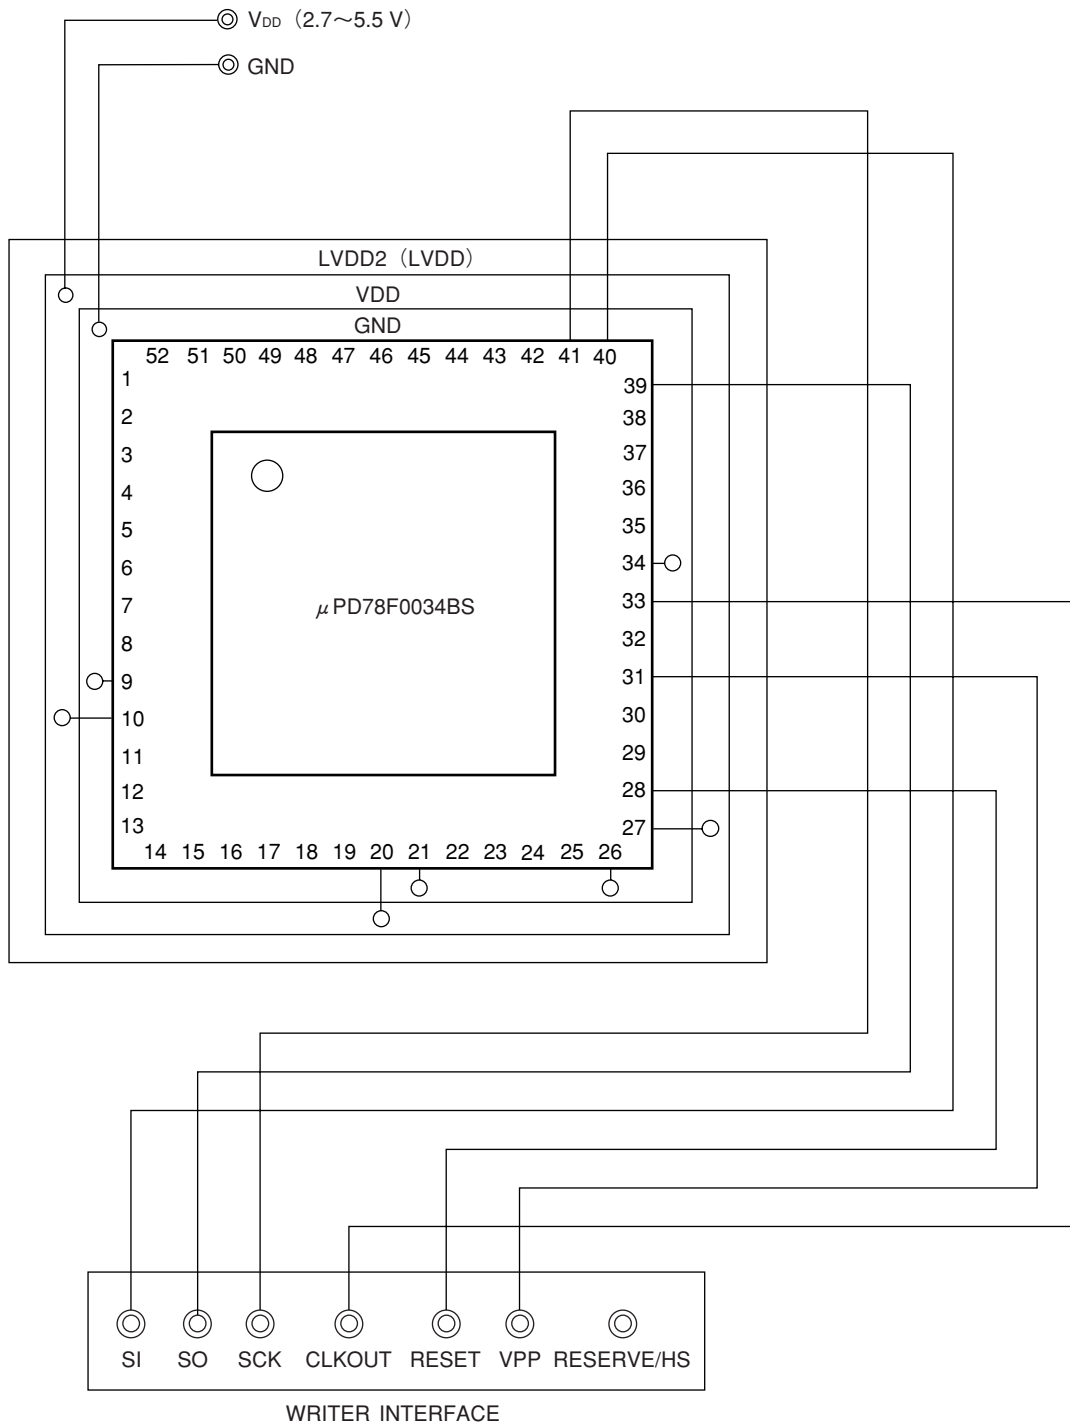 VDD（2.7～5.5 V）
GND
LVDD2（LVDD）
VDD
GND
52 51 50 49 48 47 46 45 44 43 42 41 40
1
39
2
38
3
37
4
36
5
35
6
34
7
μPD78F0034BS
33
8
32
9
31
10
30
11
29
12
28
13
27
14 15 16 17 18 19 20 21 22 23 24 25 26
SI SO SCK CLKOUT RESET VPP RESERVE/HS
WRITER INTERFACE